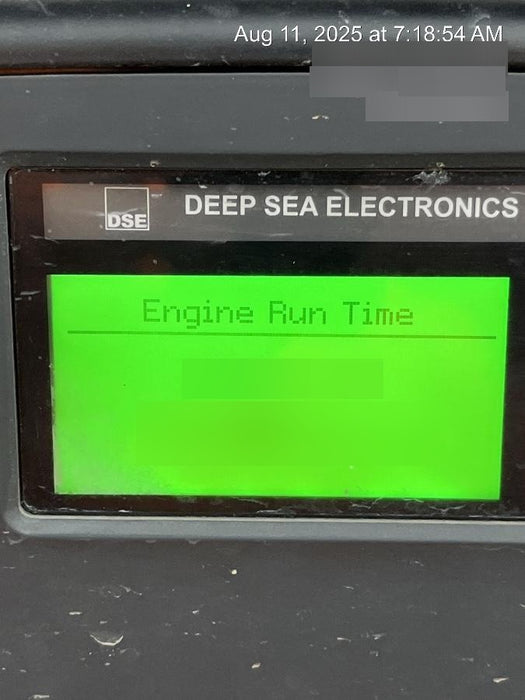 Aug 11, 2025 at 7:18:54 AM
DSE
DEEP SEA ELECTRONICS
Engine Run Time